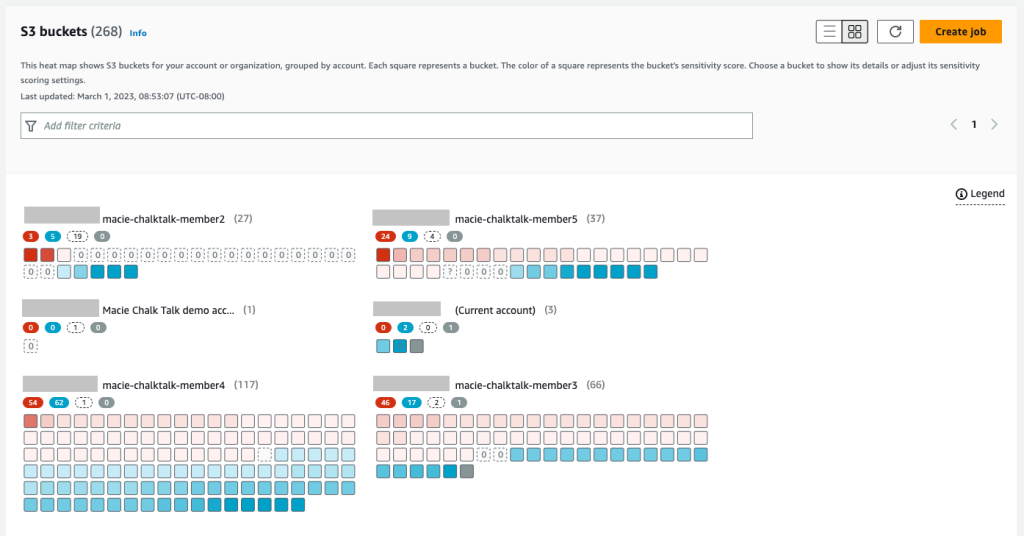 S3 buckets (268) Info
Create job
This heat map shows S3 buckets for your account or organization, grouped by account. Each square represents a bucket. The color of a square represents the bucket's sensitivity score. Choose a bucket to show its details or adjust its sensitivity
scoring settings.
Last updated: March 1, 2023, 08:53:07 (UTC-08:00)
Add filter criteria
1
Legend
macie-chalktalk-member2 (27)
3 5 19 0
0 0 0 0 0 0 0 0 0 0 0 0 0 0 0 0 0
0 0
macie-chalktalk-member5 (37)
24 9 4 0
? 0 0 0
Macie Chalk Talk demo acc... (1)
0 0 1 0
0
(Current account) (3)
0 2 0 1
macie-chalktalk-member4 (117)
54 62 1 0
macie-chalktalk-member3 (66)
46 17 2 1
0 0